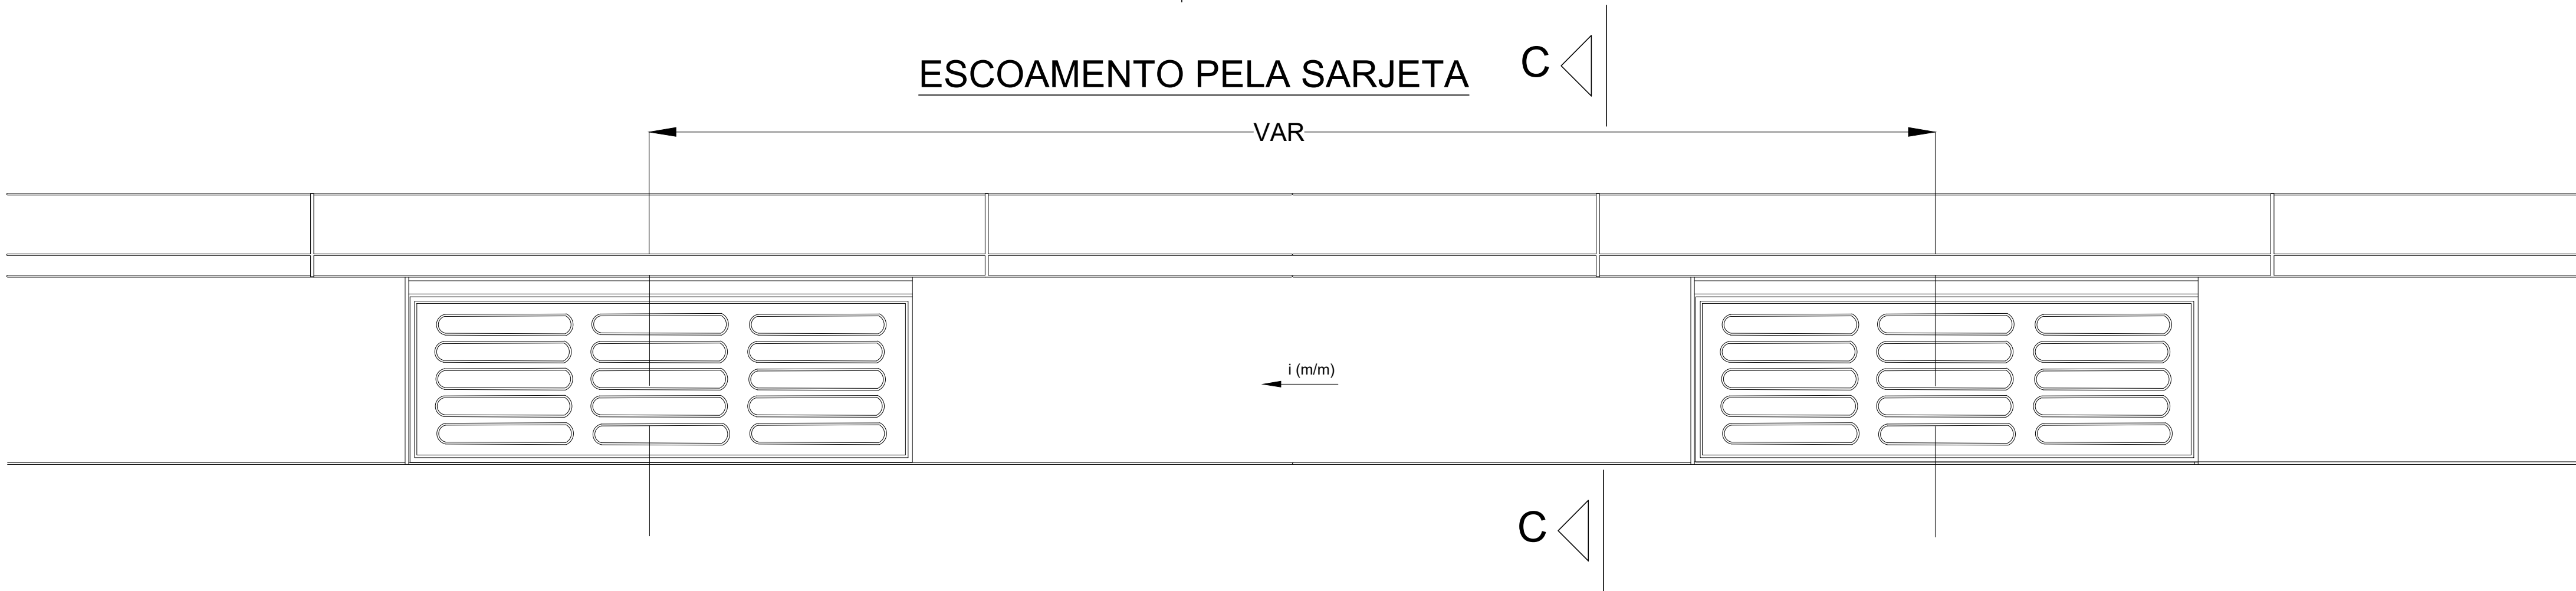 ESCOAMENTO PELA SARJETA
C
VAR
i (m/m)
C